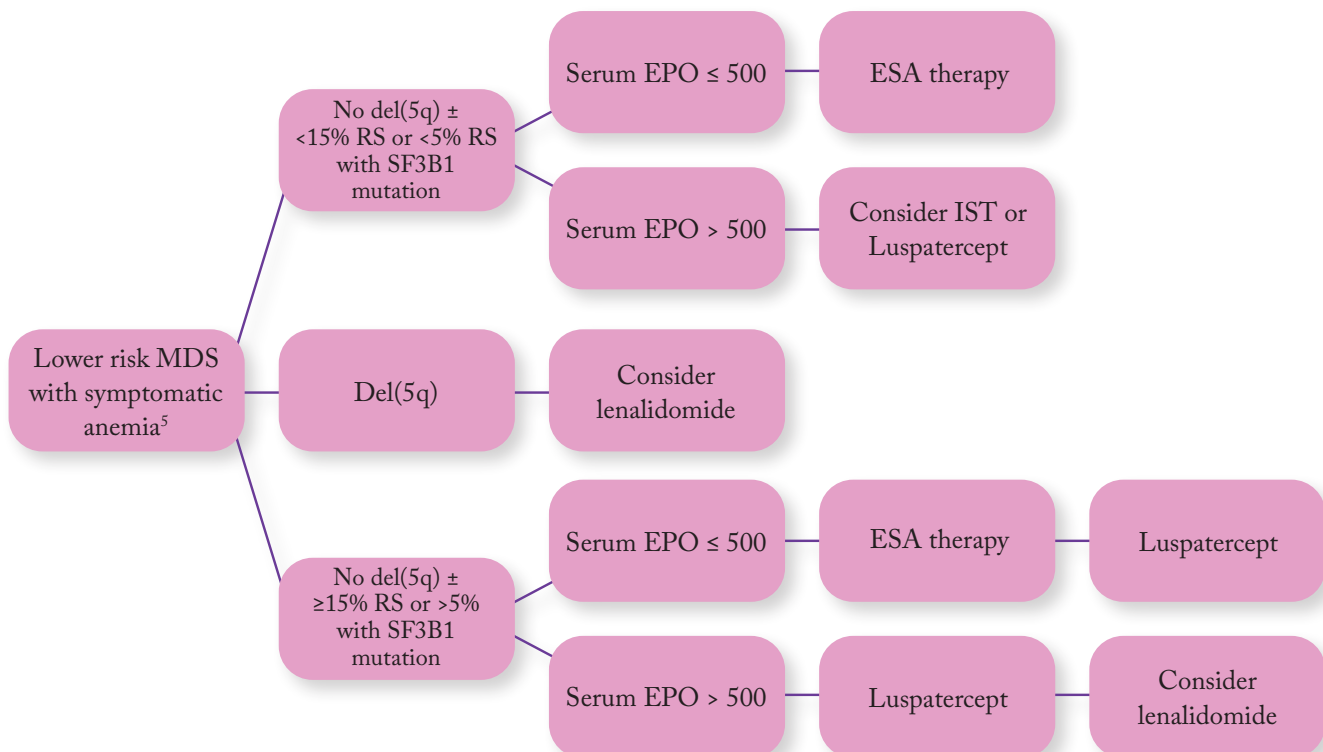 Serum EPO ≤ 500
ESA therapy
No del(5q) ±
<15% RS or <5% RS
with SF3B1
mutation
Serum EPO > 500
Consider IST or
Luspatercept
Lower risk MDS
with symptomatic
anemia⁵
Del(5q)
Consider
lenalidomide
No del(5q) ±
≥15% RS or >5%
with SF3B1
mutation
Serum EPO ≤ 500
ESA therapy
Luspatercept
Serum EPO > 500
Luspatercept
Consider
lenalidomide